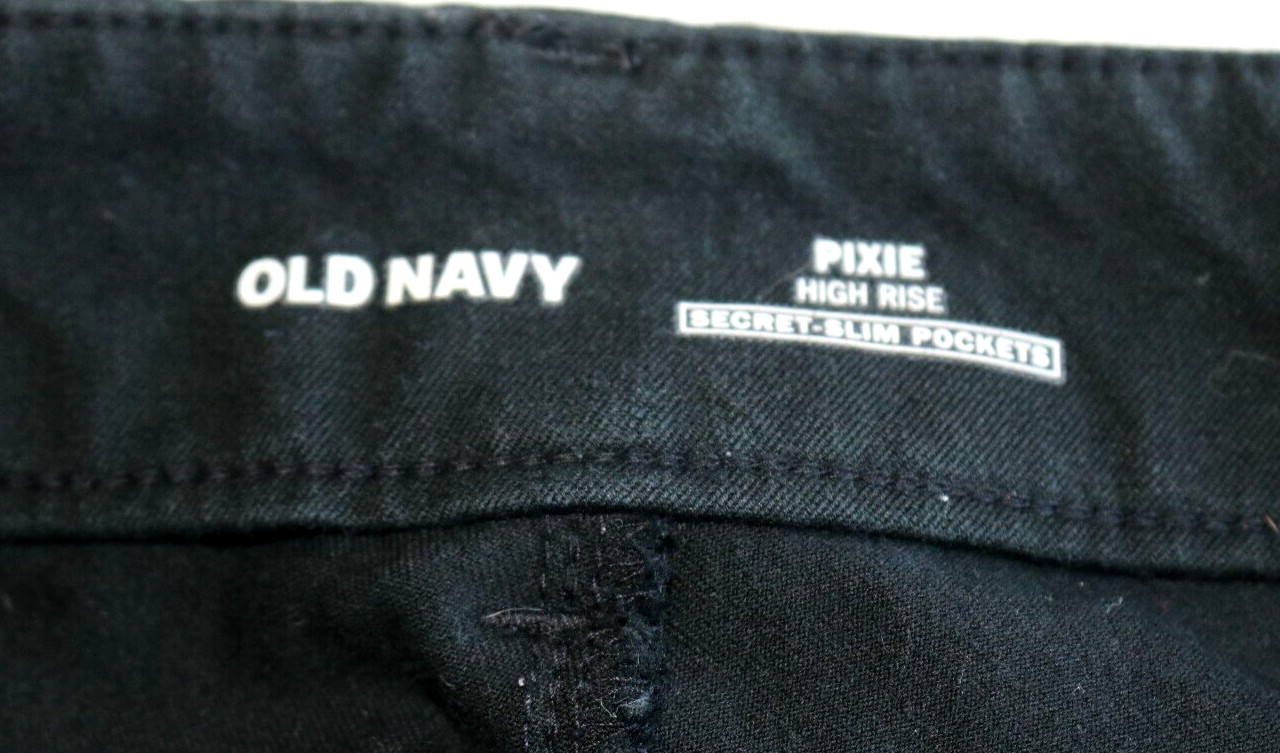 OLD NAVY
PIXIE
HIGH RISE
SECRET-SLIM POCKETS